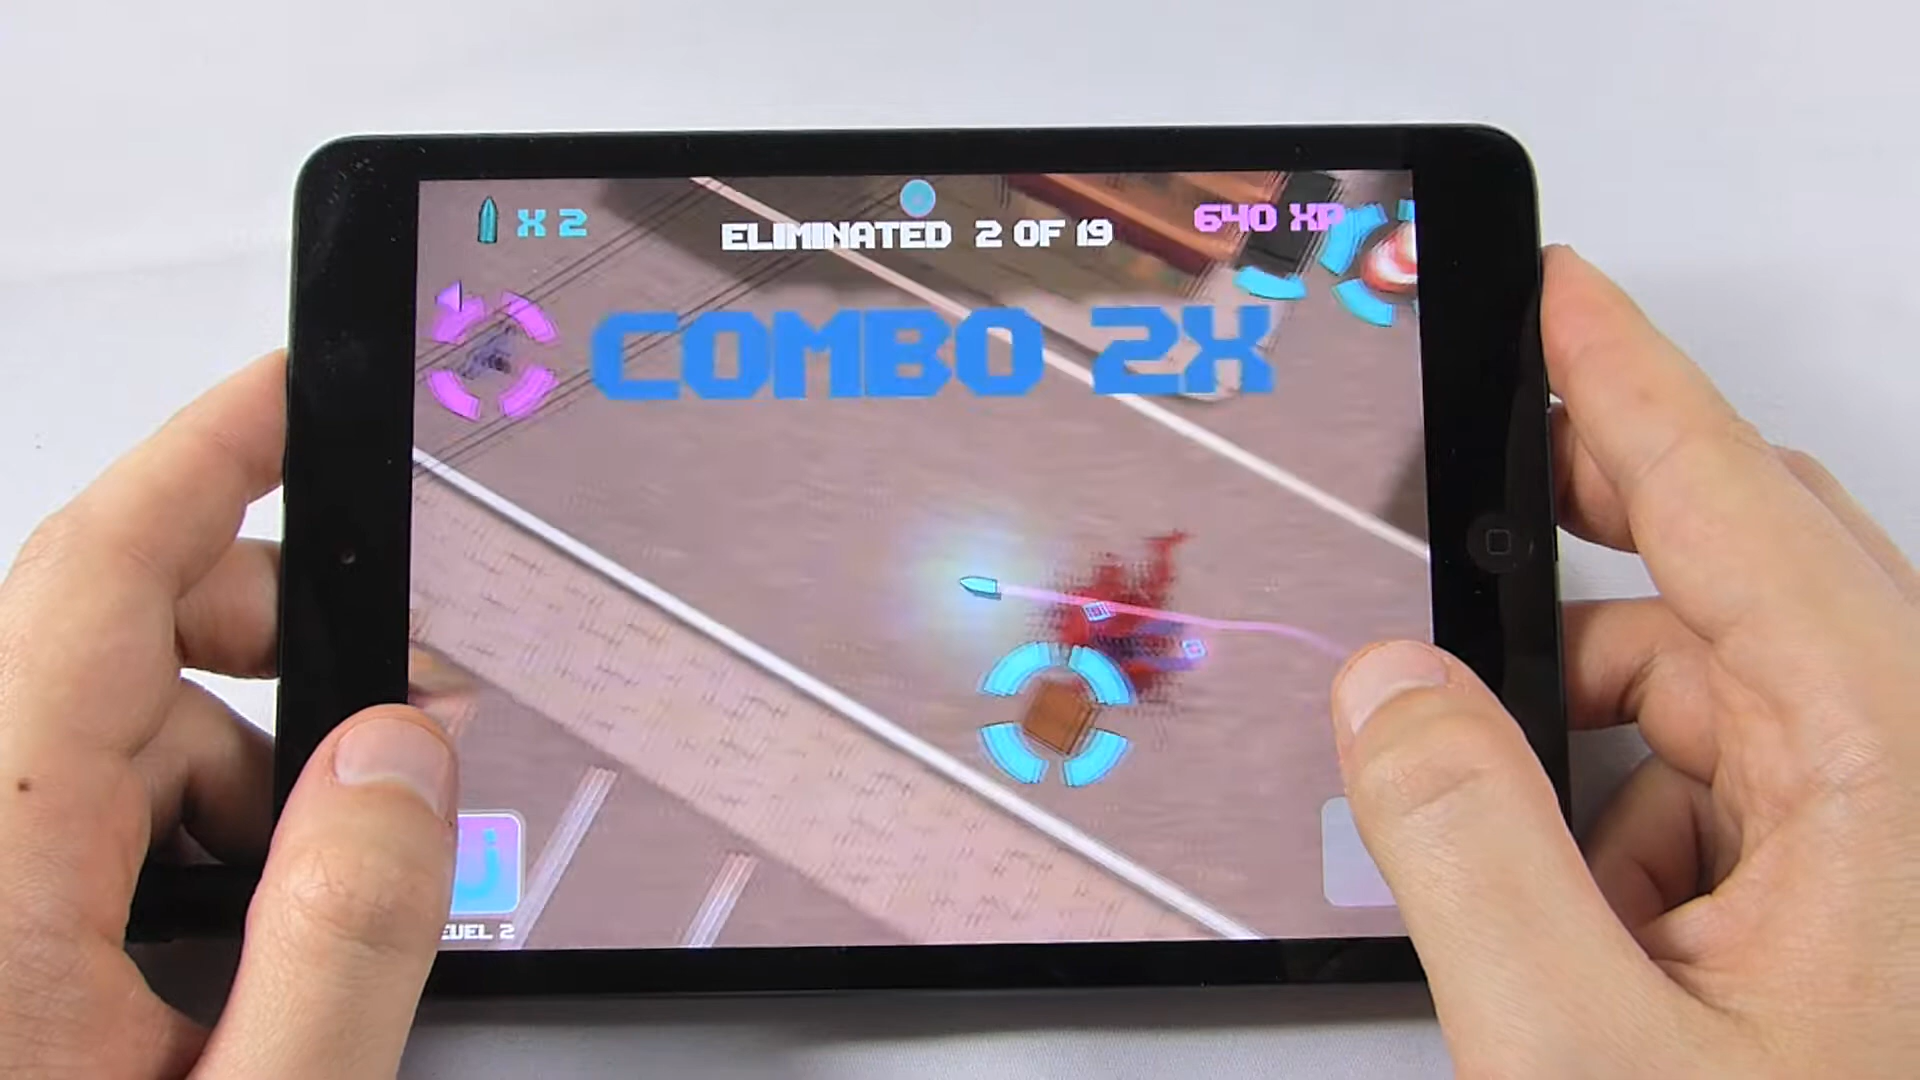 X 2
ELIMINATED 2 OF 19
640 XP
COMBO 2X
EVEL 2